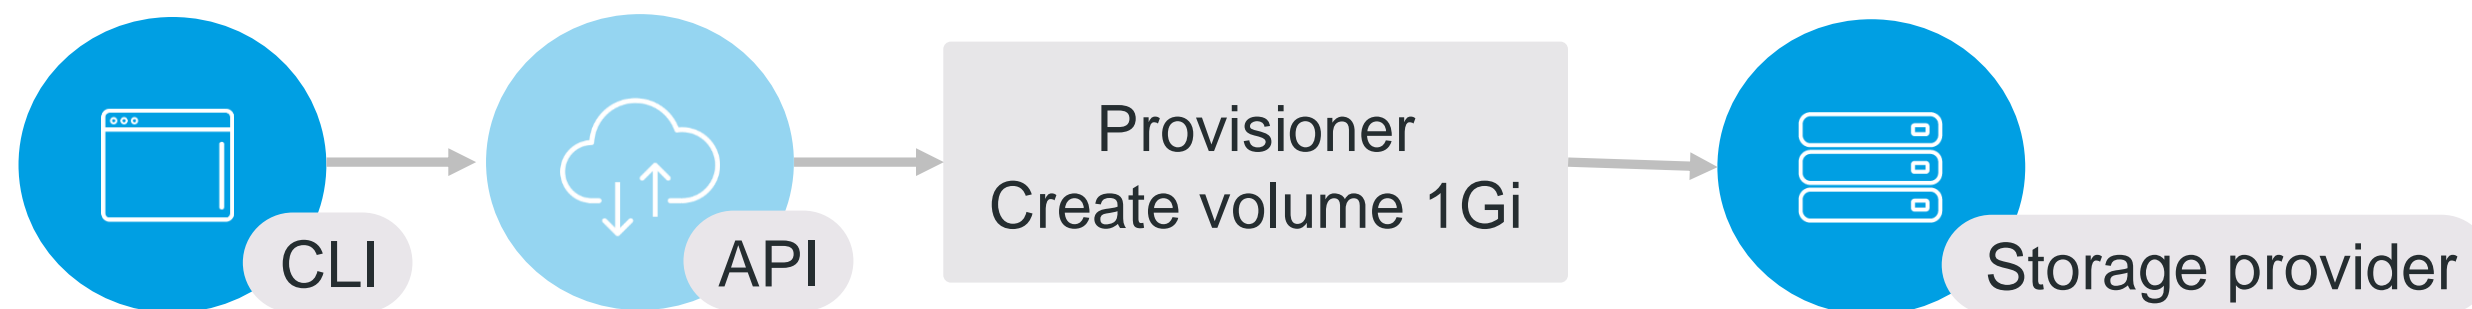 CLI
API
Provisioner
Create volume 1Gi
Storage provider